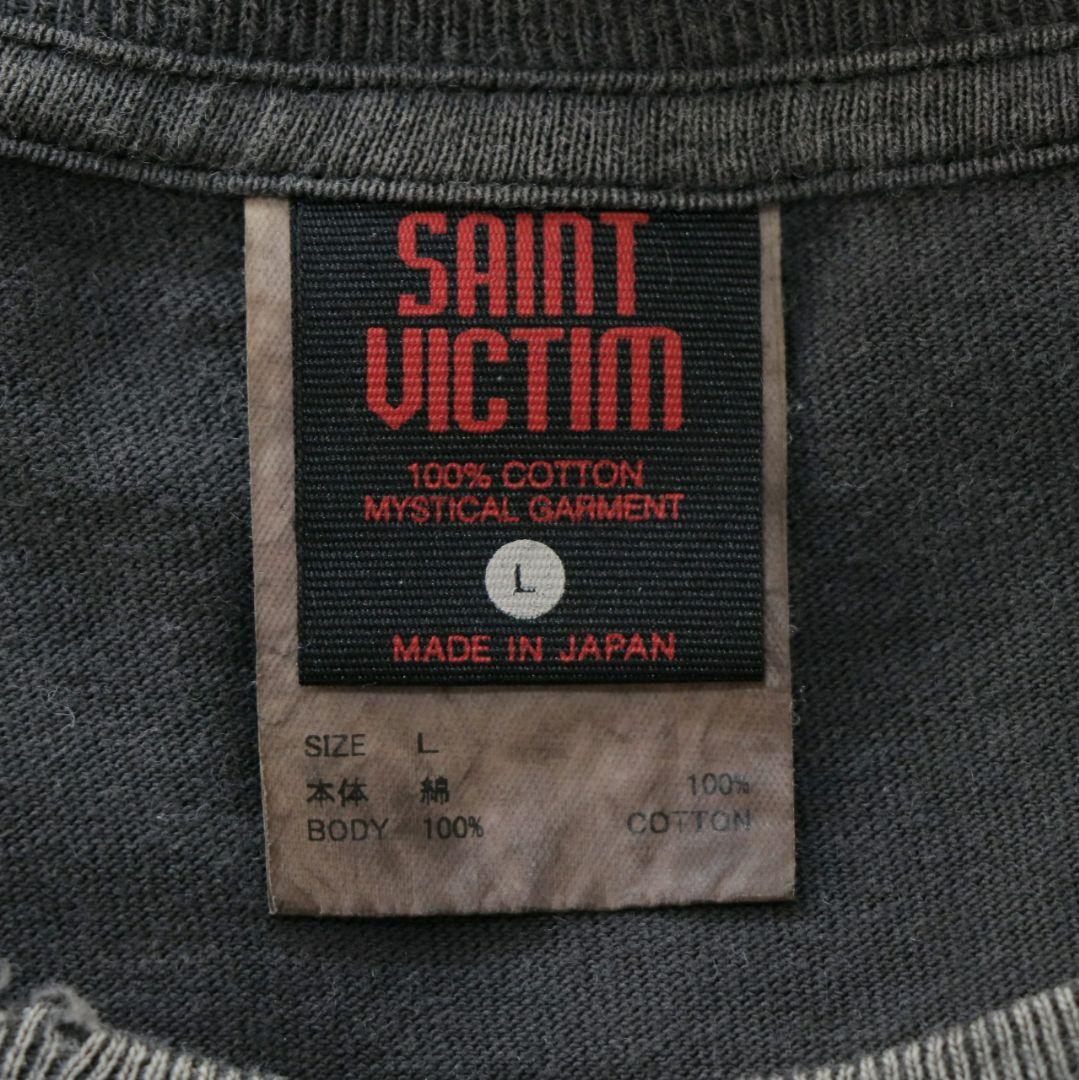 SAINT
VICTIM
100% COTTON
MYSTICAL GARMENT
L
MADE IN JAPAN
SIZE L
本体 綿 100%
BODY 100% COTTON